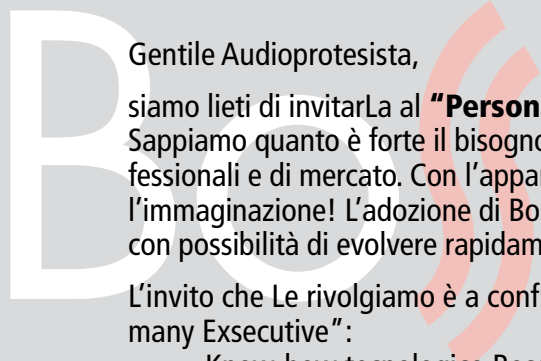 Gentile Audioprotesista,
siamo lieti di invitarLa al "Person
Sappiamo quanto è forte il bisogno
fessionali e di mercato. Con l'appa
l'immaginazione! L'adozione di Bo
con possibilità di evolvere rapidam
L'invito che Le rivolgiamo è a conf
many Exsecutive":